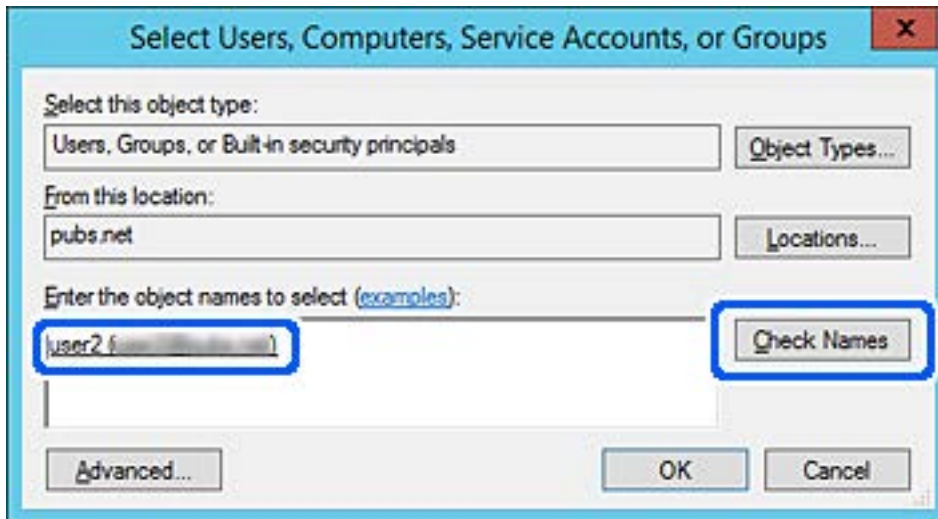 Select Users, Computers, Service Accounts, or Groups
x
Select this object type:
Users, Groups, or Built-in security principals
Object Types...
From this location:
pubs.net
Locations...
Enter the object names to select (examples):
user2 (
)
Check Names
Advanced...
OK
Cancel